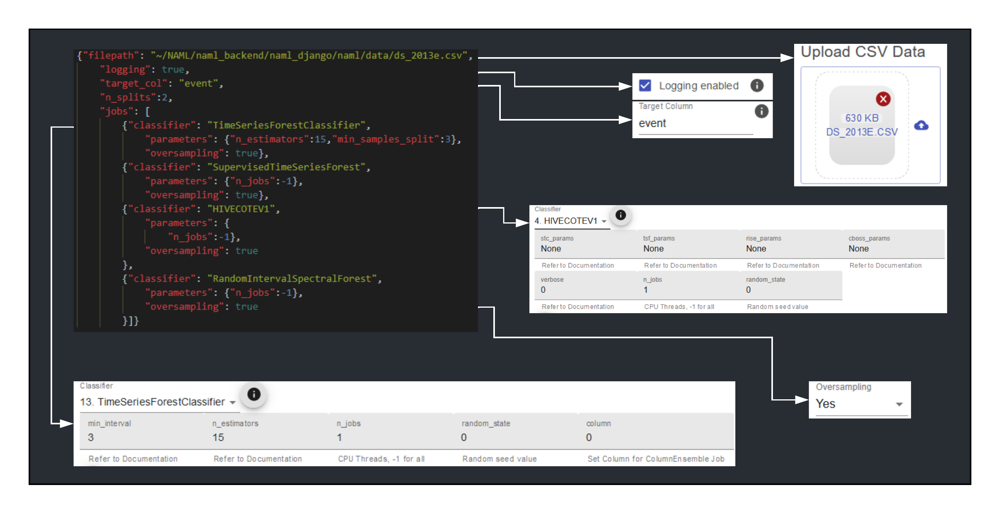 {"filepath": "~/NAML/naml_backend/naml_django/naml/data/ds_2013e.csv",
"logging": true,
"target_col": "event",
"n_splits":2,
"jobs": [
{"classifier": "TimeSeriesForestClassifier",
"parameters": {"n_estimators":15,"min_samples_split":3},
"oversampling": true},
{"classifier": "SupervisedTimeSeriesForest",
"parameters": {"n_jobs":-1},
"oversampling": true},
{"classifier": "HIVECOTEV1",
"parameters": {
"n_jobs":-1},
"oversampling": true
},
{"classifier": "RandomIntervalSpectralForest",
"parameters": {"n_jobs":-1},
"oversampling": true
}]}
Upload CSV Data
630 KB
DS_2013E.CSV
Logging enabled
Target Column
event
Classifier
4. HIVECOTEV1
stc_params tsf_params rise_params cboss_params
None None None None
Refer to Documentation Refer to Documentation Refer to Documentation Refer to Documentation
verbose n_jobs random_state
0 1 0
Refer to Documentation CPU Threads, -1 for all Random seed value
Classifier
13. TimeSeriesForestClassifier
min_interval n_estimators n_jobs random_state column
3 15 1 0 0
Refer to Documentation Refer to Documentation CPU Threads, -1 for all Random seed value Set Column for ColumnEnsemble Job
Oversampling
Yes